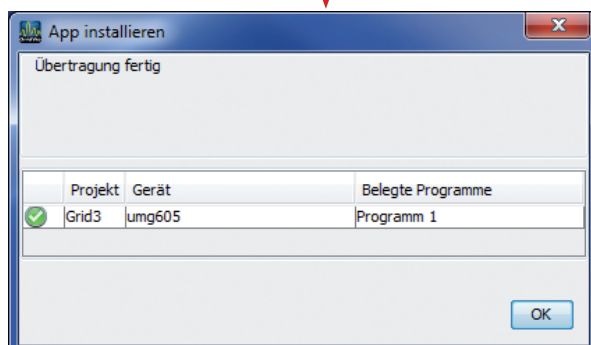 App installieren
Übertragung fertig
Projekt Gerät Belegte Programme
Grid3 umg605 Programm 1
OK